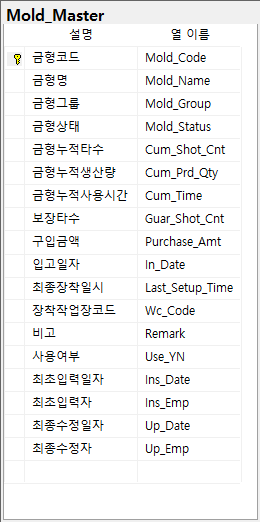 Mold_Master
설명 열 이름
금형코드 Mold_Code
금형명 Mold_Name
금형그룹 Mold_Group
금형상태 Mold_Status
금형누적타수 Cum_Shot_Cnt
금형누적생산량 Cum_Prd_Qty
금형누적사용시간 Cum_Time
보장타수 Guar_Shot_Cnt
구입금액 Purchase_Amt
입고일자 In_Date
최종장착일시 Last_Setup_Time
장착작업장코드 Wc_Code
비고 Remark
사용여부 Use_YN
최초입력일자 Ins_Date
최초입력자 Ins_Emp
최종수정일자 Up_Date
최종수정자 Up_Emp